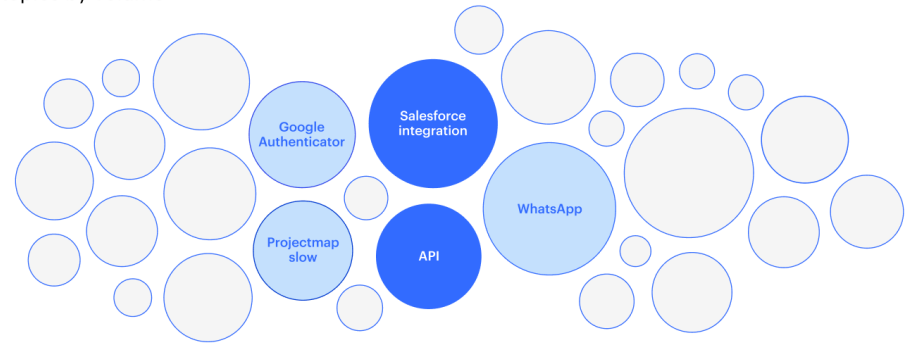 Google
Authenticator
Salesforce
integration
WhatsApp
Projectmap
slow
API